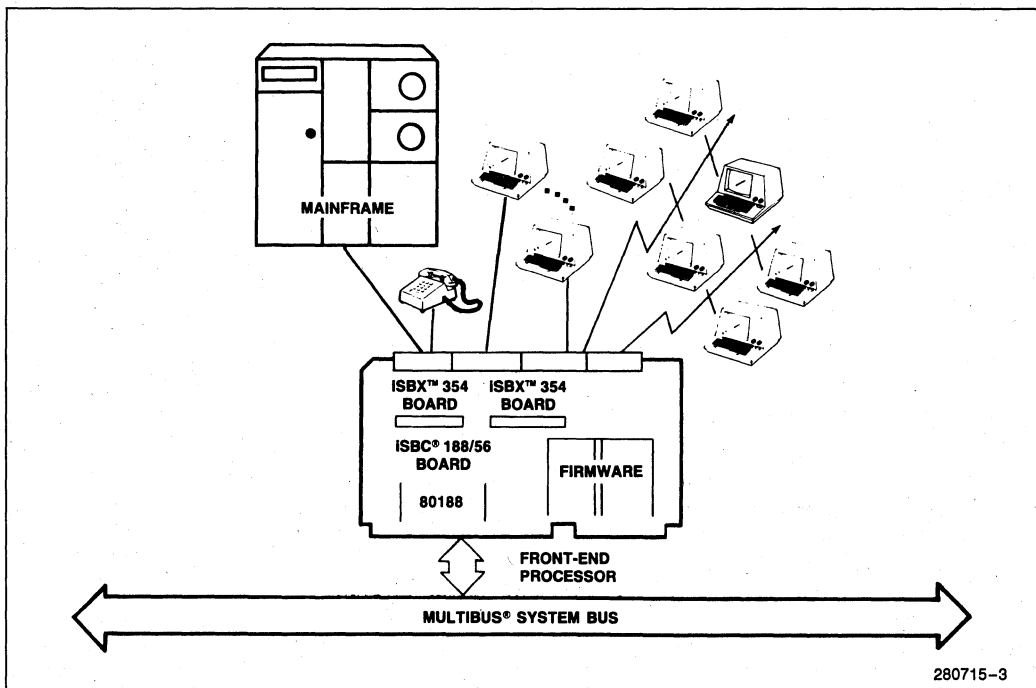 MAINFRAME
iSBX™ 354
BOARD
iSBX™ 354
BOARD
iSBC® 188/56
BOARD
80188
FIRMWARE
FRONT-END
PROCESSOR
MULTIBUS® SYSTEM BUS
280715-3